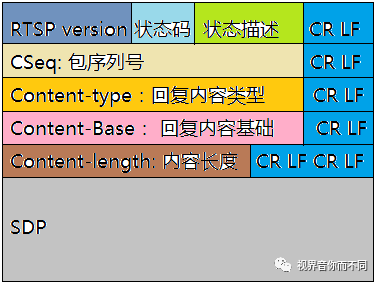 RTSP version 状态码 状态描述 CR LF
CSeq: 包序列号 CR LF
Content-type：回复内容类型 CR LF
Content-Base： 回复内容基础 CR LF
Content-length: 内容长度 CR LF CR LF
SDP
视界音你而不同